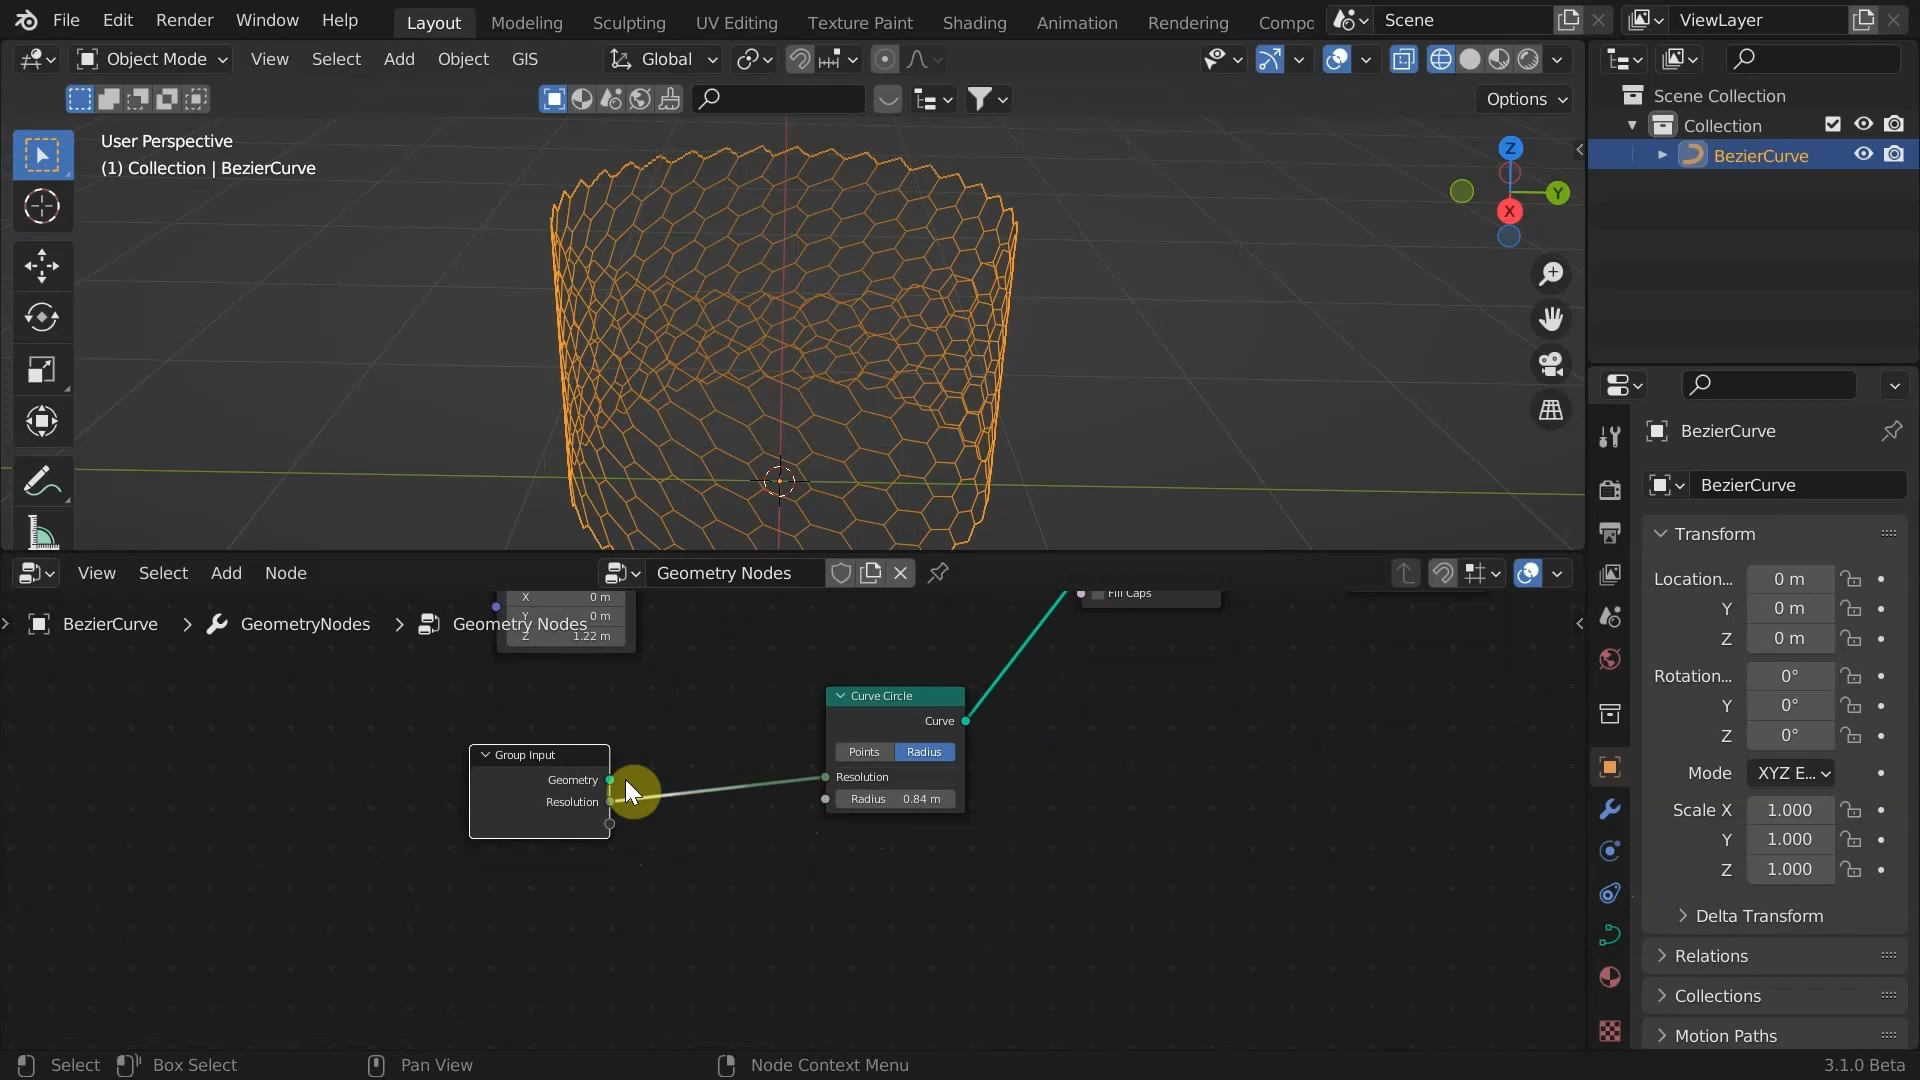 File Edit Render Window Help Layout Modeling Sculpting UV Editing Texture Paint Shading Animation Rendering Compo Scene ViewLayer
Object Mode View Select Add Object GIS Global
Options
User Perspective
(1) Collection | BezierCurve
Z
Y
X
Scene Collection
Collection
BezierCurve
BezierCurve
BezierCurve
Transform
Location... 0 m
Y 0 m
Z 0 m
Rotation... 0°
Y 0°
Z 0°
Mode XYZ E...
Scale X 1.000
Y 1.000
Z 1.000
Delta Transform
Relations
Collections
Motion Paths
View Select Add Node Geometry Nodes
X 0 m
Y 0 m
Z 1.22 m
BezierCurve GeometryNodes Geometry Nodes
Fill Caps
Curve Circle
Curve
Points Radius
Resolution
Radius 0.84 m
Group Input
Geometry
Resolution
Select Box Select Pan View Node Context Menu 3.1.0 Beta